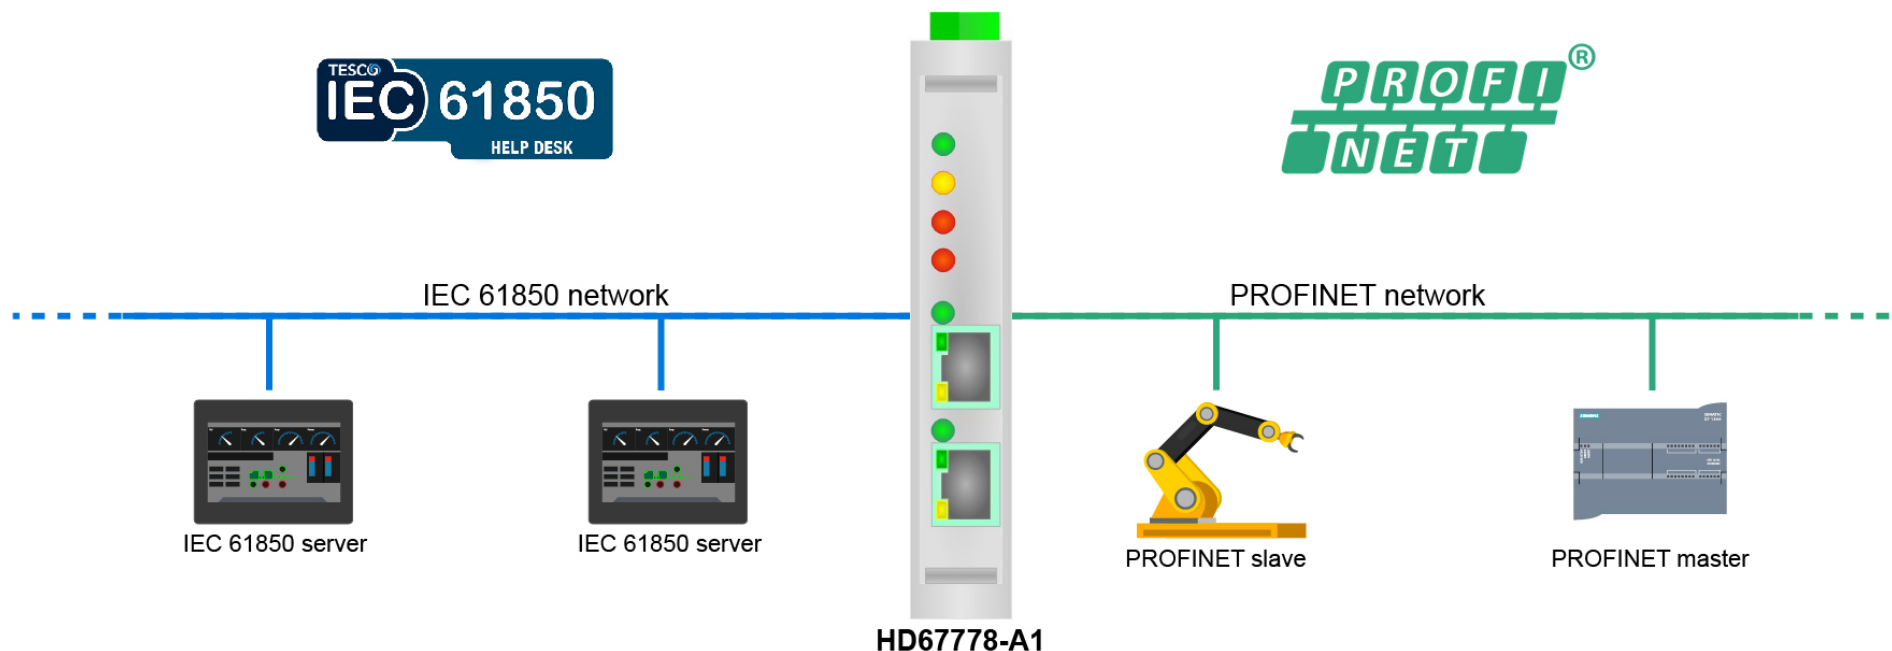 TESCO
IEC 61850
HELP DESK
PROFI®
NET
IEC 61850 network
PROFINET network
IEC 61850 server
IEC 61850 server
PROFINET slave
PROFINET master
HD67778-A1